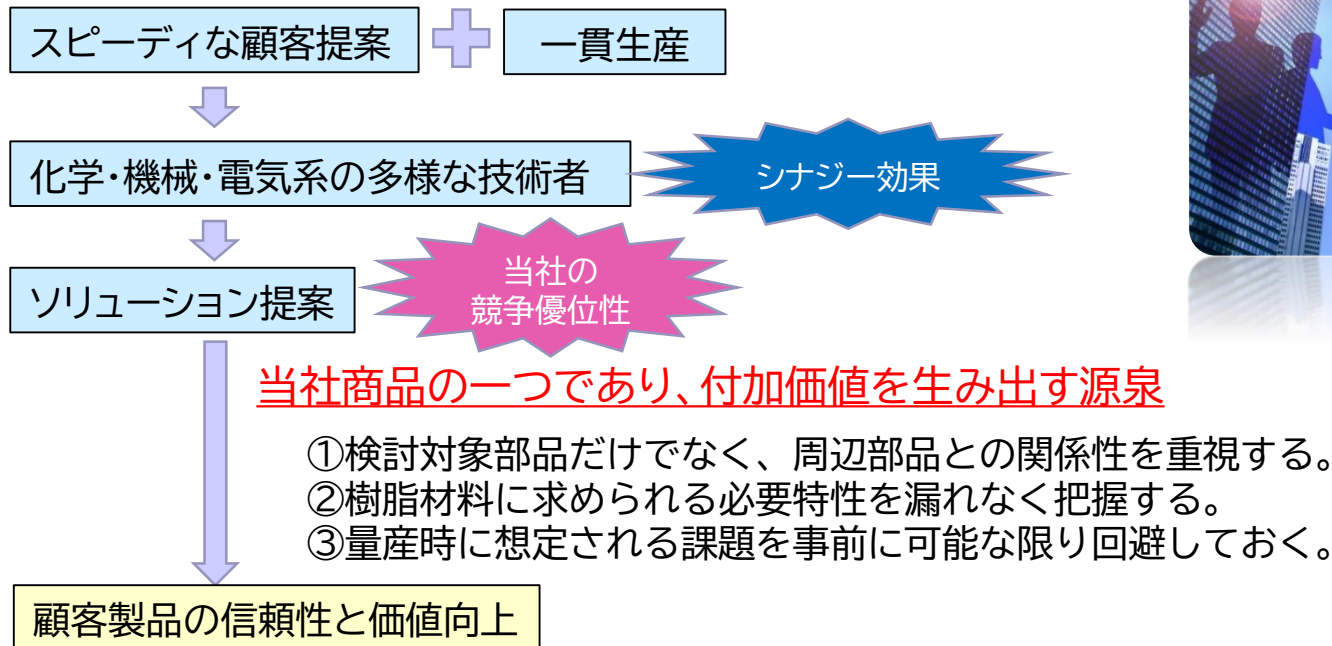 スピーディな顧客提案
一貫生産
化学・機械・電気系の多様な技術者
シナジー効果
ソリューション提案
当社の
競争優位性
当社商品の一つであり、付加価値を生み出す源泉
①検討対象部品だけでなく、周辺部品との関係性を重視する。
②樹脂材料に求められる必要特性を漏れなく把握する。
③量産時に想定される課題を事前に可能な限り回避しておく。
顧客製品の信頼性と価値向上